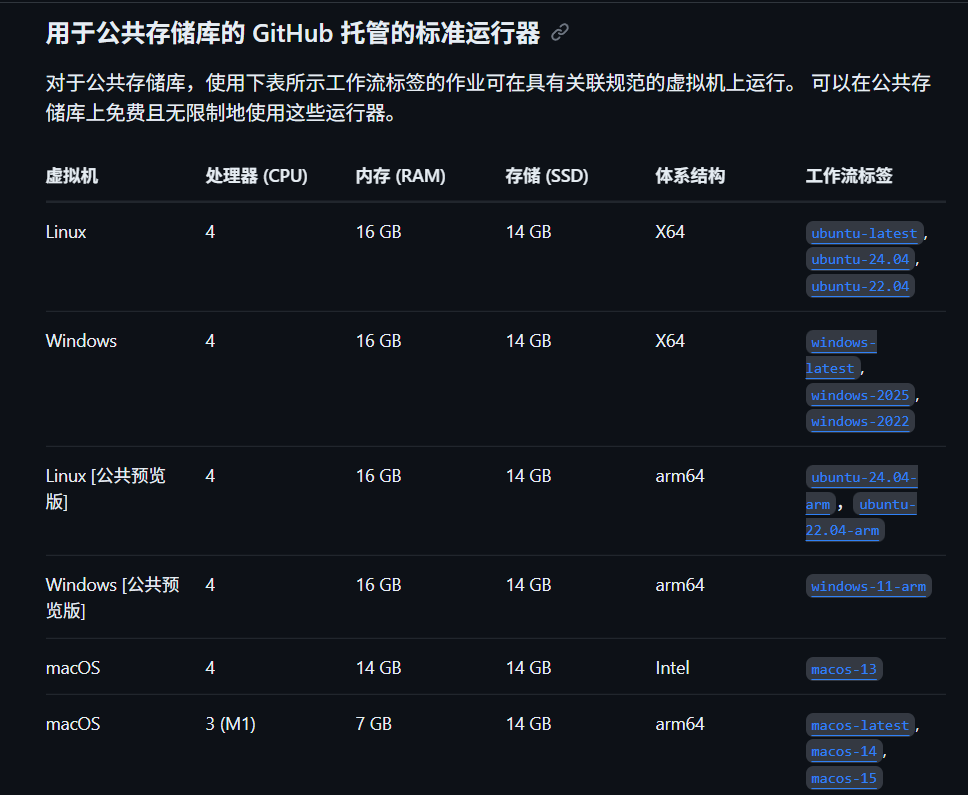 用于公共存储库的 GitHub 托管的标准运行器
对于公共存储库，使用下表所示工作流标签的作业可在具有关联规范的虚拟机上运行。 可以在公共存
储库上免费且无限制地使用这些运行器。
虚拟机 处理器 (CPU) 内存 (RAM) 存储 (SSD) 体系结构 工作流标签
Linux 4 16 GB 14 GB X64 ubuntu-latest,
ubuntu-24.04,
ubuntu-22.04
Windows 4 16 GB 14 GB X64 windows-
latest,
windows-2025,
windows-2022
Linux [公共预览 4 16 GB 14 GB arm64 ubuntu-24.04-
版] arm， ubuntu-
22.04-arm
Windows [公共预 4 16 GB 14 GB arm64 windows-11-arm
览版]
macOS 4 14 GB 14 GB Intel macos-13
macOS 3 (M1) 7 GB 14 GB arm64 macos-latest,
macos-14,
macos-15